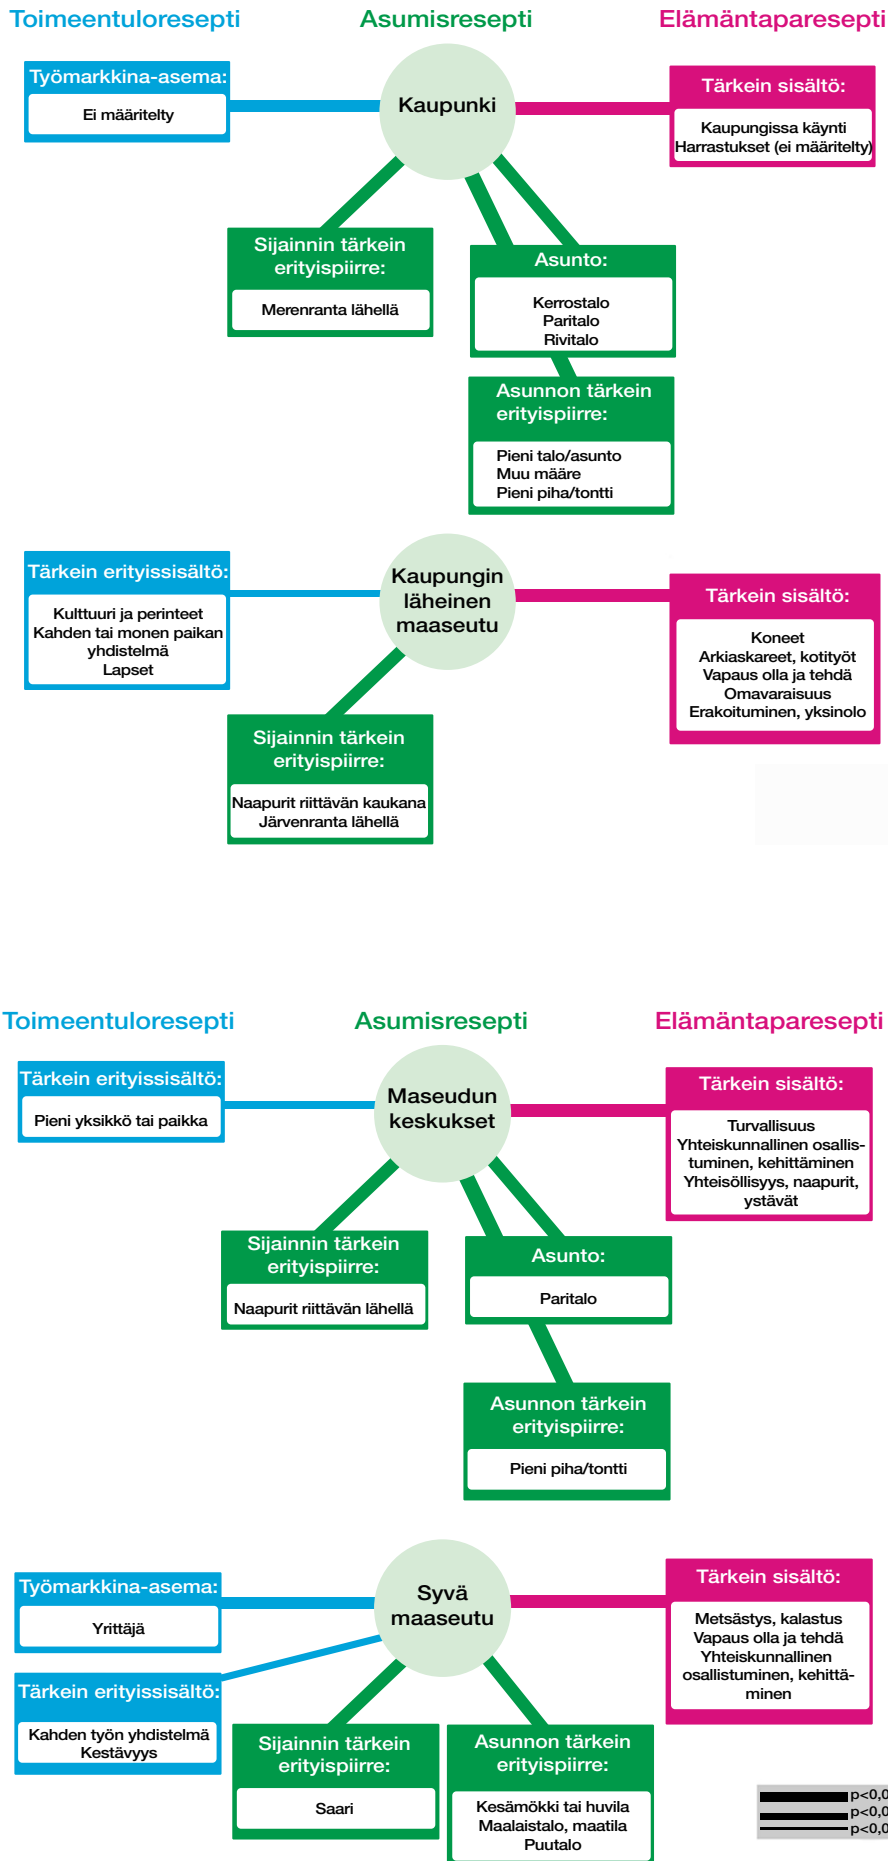 Toimeentuloresepti
Asumisresepti
Elämäntaparesepti
Työmarkkina-asema:
Ei määritelty
Kaupunki
Tärkein sisältö:
Kaupungissa käynti
Harrastukset (ei määritelty)
Sijainnin tärkein
erityispiirre:
Merenranta lähellä
Asunto:
Kerrostalo
Paritalo
Rivitalo
Asunnon tärkein
erityispiirre:
Pieni talo/asunto
Muu määre
Pieni piha/tontti
Tärkein erityissisältö:
Kulttuuri ja perinteet
Kahden tai monen paikan
yhdistelmä
Lapset
Kaupungin
läheinen
maaseutu
Tärkein sisältö:
Koneet
Arkiaskareet, kotityöt
Vapaus olla ja tehdä
Omavaraisuus
Erakoituminen, yksinolo
Sijainnin tärkein
erityispiirre:
Naapurit riittävän kaukana
Järvenranta lähellä
Toimeentuloresepti
Asumisresepti
Elämäntaparesepti
Tärkein erityissisältö:
Pieni yksikkö tai paikka
Maseudun
keskukset
Tärkein sisältö:
Turvallisuus
Yhteiskunnallinen osallis-
tuminen, kehittäminen
Yhteisöllisyys, naapurit,
ystävät
Sijainnin tärkein
erityispiirre:
Naapurit riittävän lähellä
Asunto:
Paritalo
Asunnon tärkein
erityispiirre:
Pieni piha/tontti
Työmarkkina-asema:
Yrittäjä
Tärkein erityissisältö:
Kahden työn yhdistelmä
Kestävyys
Syvä
maaseutu
Tärkein sisältö:
Metsästys, kalastus
Vapaus olla ja tehdä
Yhteiskunnallinen
osallistuminen, kehittä-
minen
Sijainnin tärkein
erityispiirre:
Saari
Asunnon tärkein
erityispiirre:
Kesämökki tai huvila
Maalaistalo, maatila
Puutalo
p<0,0
p<0,0
p<0,0